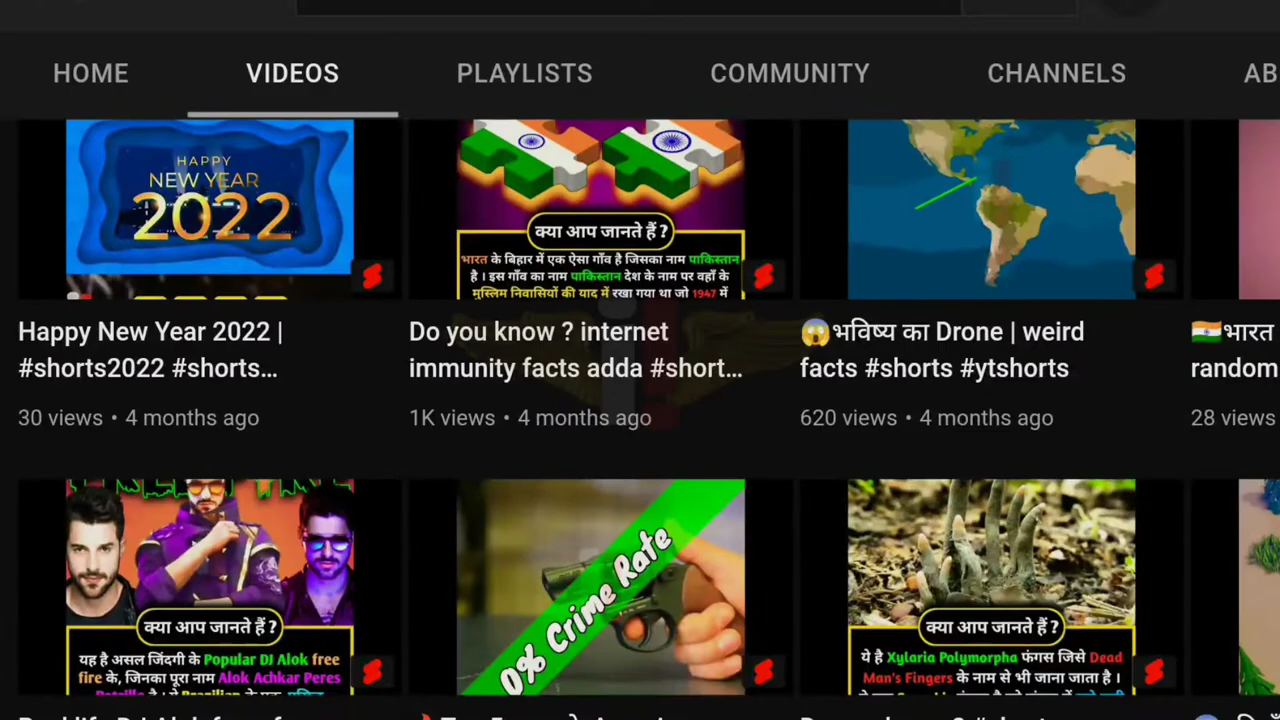 HOME VIDEOS PLAYLISTS COMMUNITY CHANNELS AB
HAPPY
NEW YEAR
2022
क्या आप जानते हैं ?
भारत के बिहार में एक ऐसा गाँव है जिसका नाम पाकिस्तान
है । इस गाँव का नाम पाकिस्तान देश के नाम पर वहाँ के
मुस्लिम निवासियों की याद में रखा गया था जो 1947 में
Happy New Year 2022 |
#shorts2022 #shorts...
30 views • 4 months ago
Do you know ? internet
immunity facts adda #short...
1K views • 4 months ago
😱भविष्य का Drone | weird
facts #shorts #ytshorts
620 views • 4 months ago
🇮🇳भारत
random
28 views
क्या आप जानते हैं ?
यह है असल जिंदगी के Popular DJ Alok free
fire के, जिनका पूरा नाम Alok Achkar Peres
0% Crime Rate
क्या आप जानते हैं ?
ये है Xylaria Polymorpha फंगस जिसे Dead
Man's Fingers के नाम से भी जाना जाता है ।